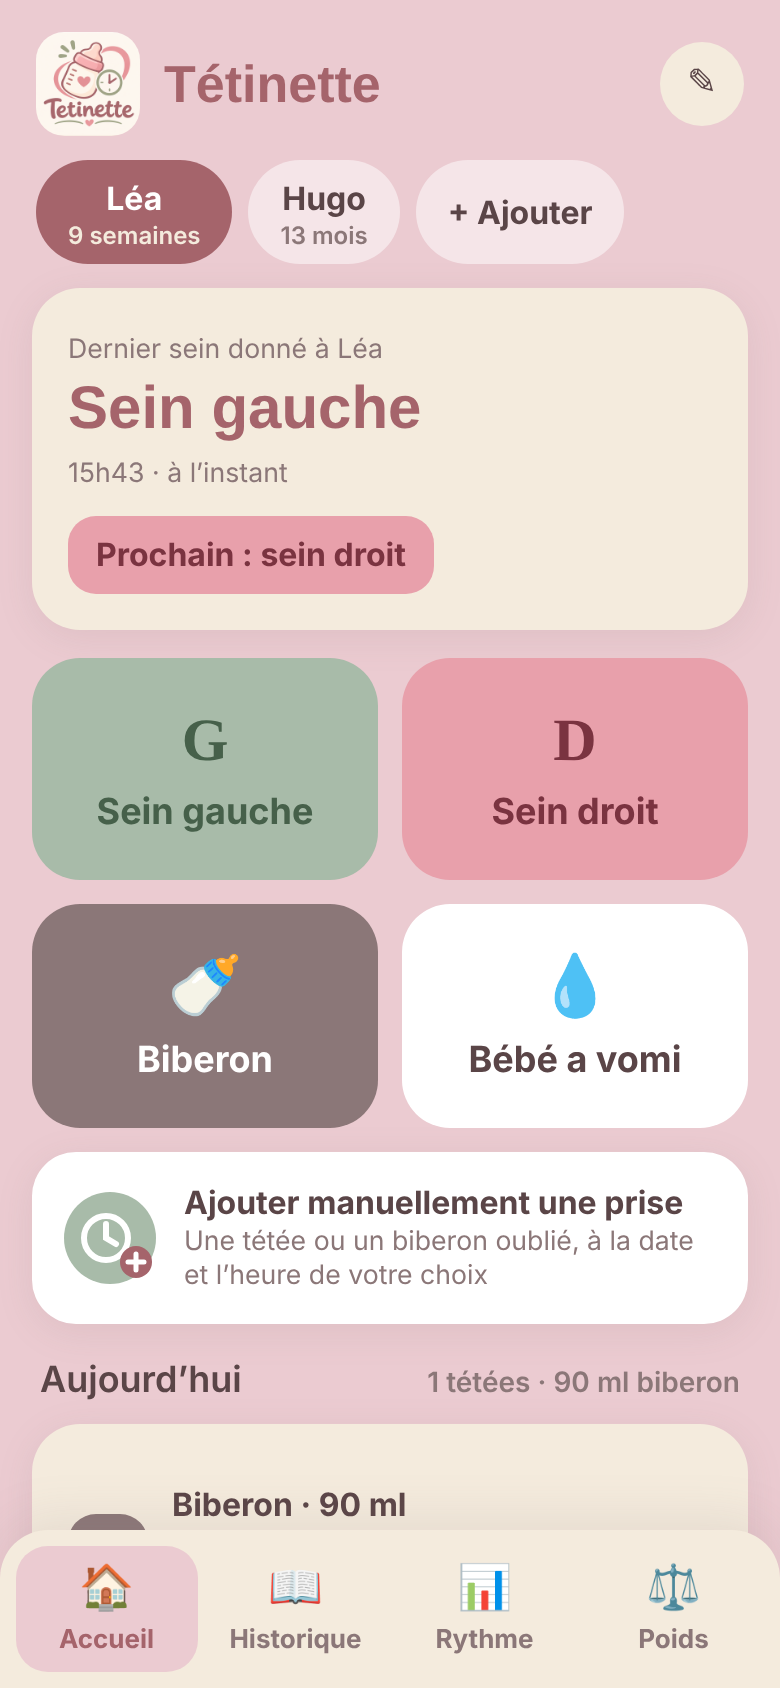 Tetinette
Tétinette
Léa
9 semaines
Hugo
13 mois
+ Ajouter
Dernier sein donné à Léa
Sein gauche
15h43 · à l’instant
Prochain : sein droit
G
Sein gauche
D
Sein droit
Biberon
Bébé a vomi
Ajouter manuellement une prise
Une tétée ou un biberon oublié, à la date
et l’heure de votre choix
Aujourd’hui
1 tétées · 90 ml biberon
Biberon · 90 ml
Accueil
Historique
Rythme
Poids